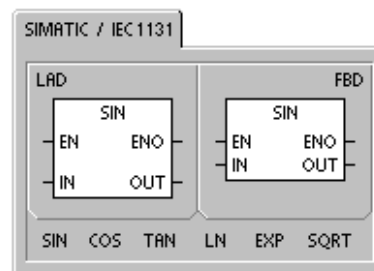 SIMATIC / IEC1131
LAD FBD
SIN SIN
EN ENO EN ENO
IN OUT IN OUT
SIN COS TAN LN EXP SQRT